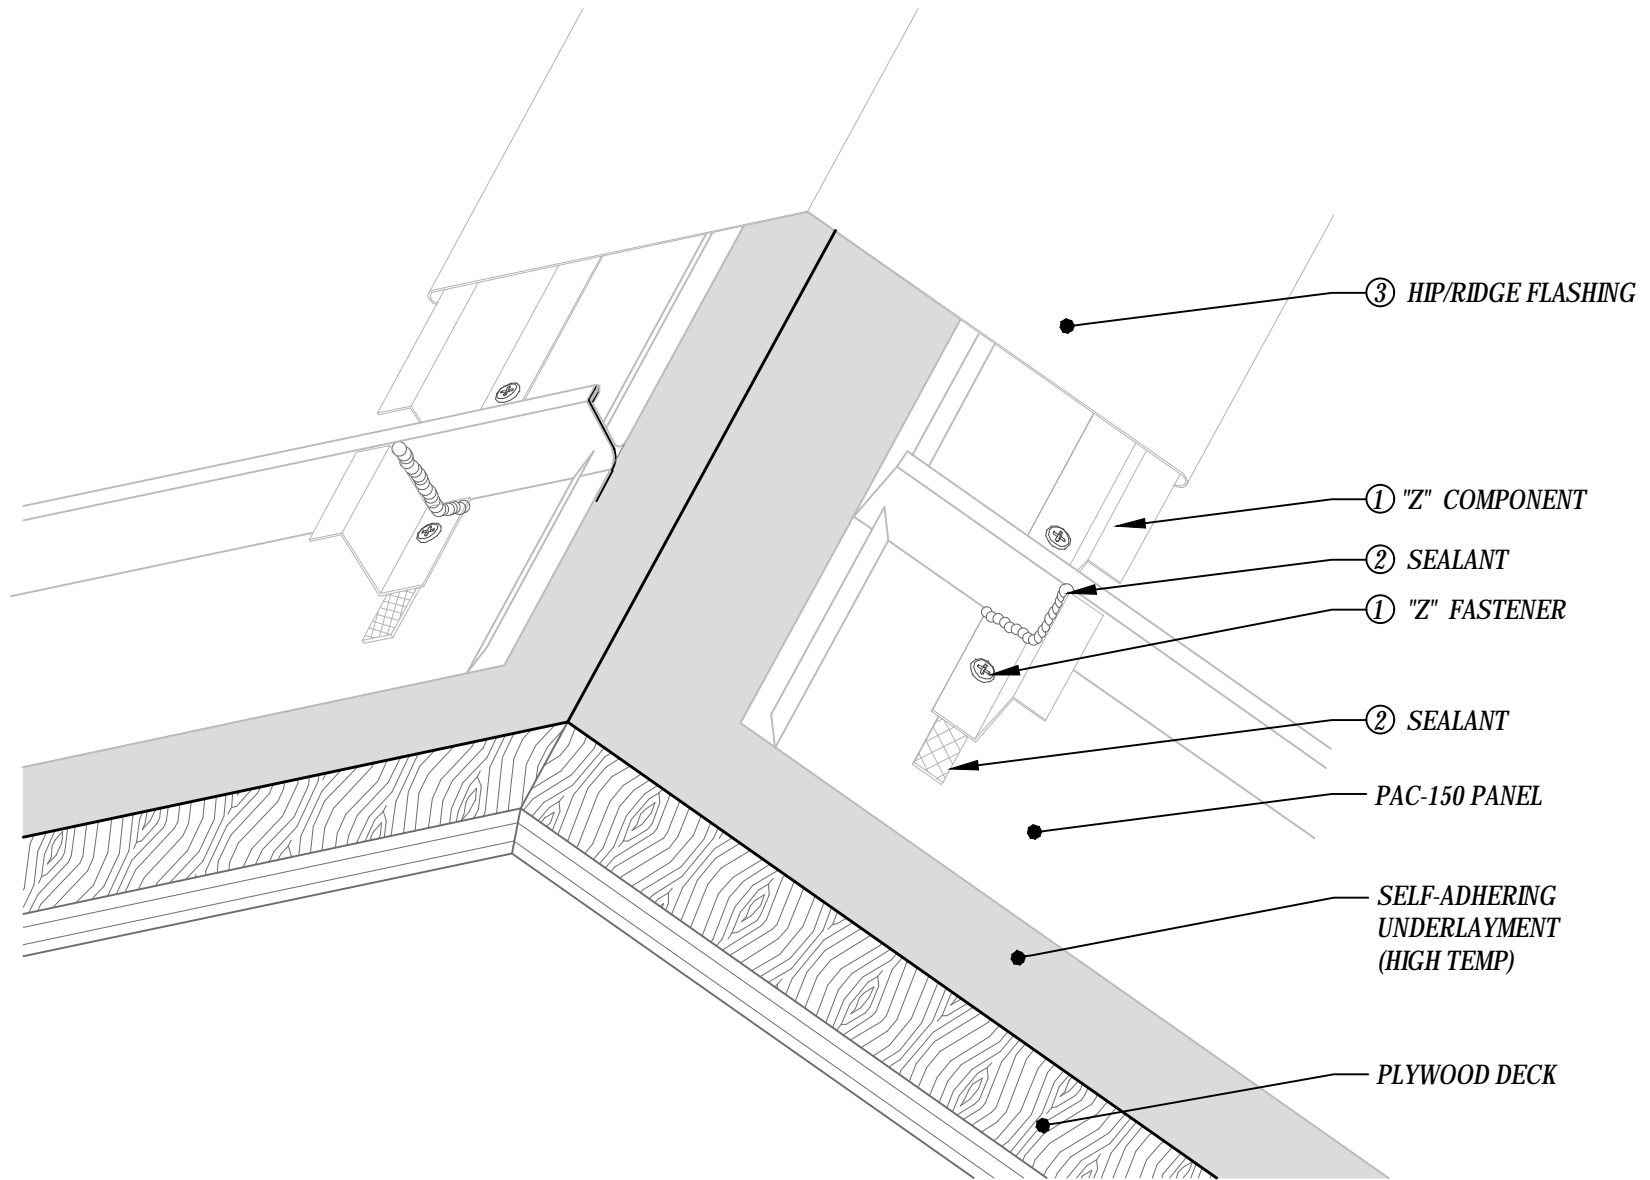 ③ HIP/RIDGE FLASHING
① "Z" COMPONENT
② SEALANT
① "Z" FASTENER
② SEALANT
PAC-150 PANEL
SELF-ADHERING
UNDERLAYMENT
(HIGH TEMP)
PLYWOOD DECK